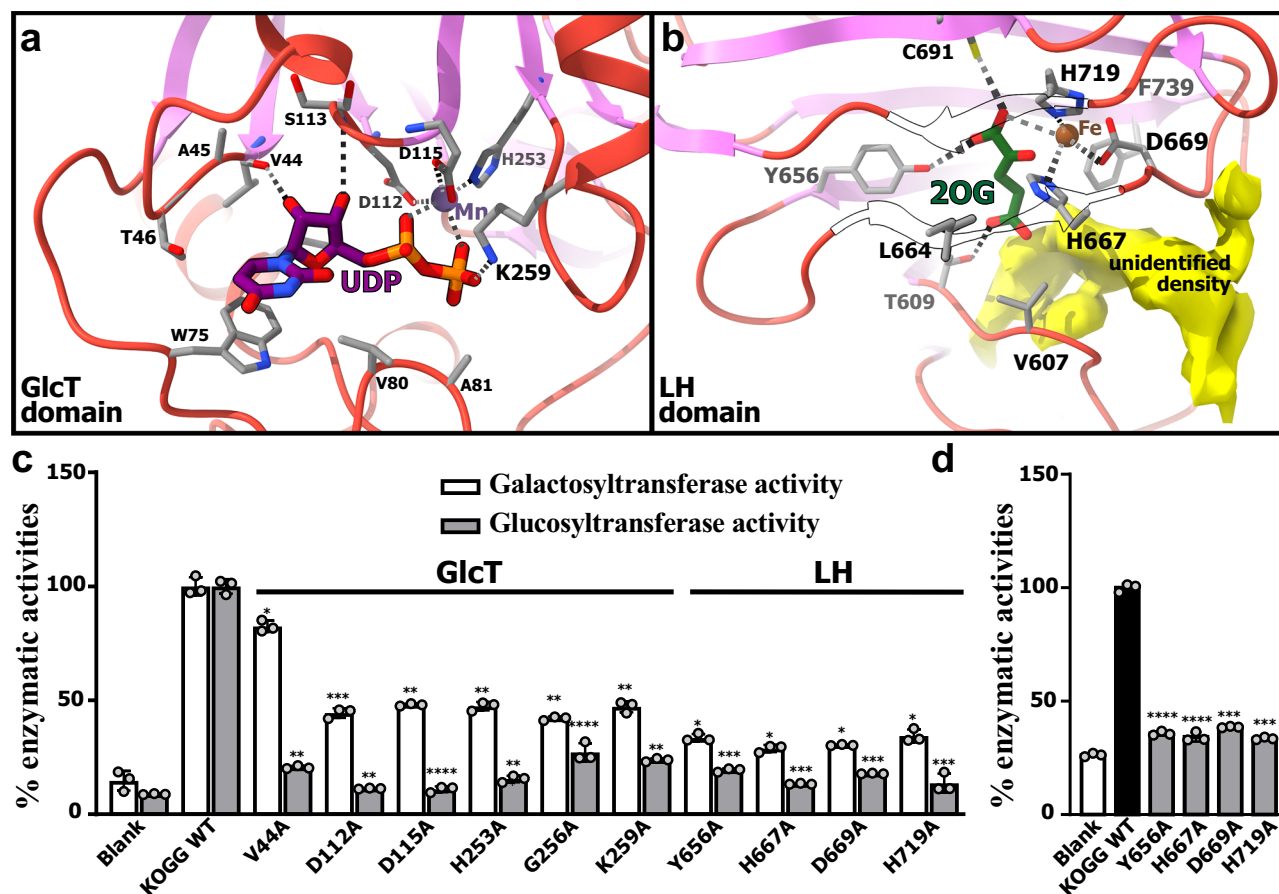 a
S113
A45
V44
D115
H253
D112
Mn
T46
UDP
K259
W75
V80
A81
GlcT
domain
b
C691
H719
F739
Fe
D669
Y656
2OG
L664
H667
unidentified
density
T609
V607
LH
domain
c
% enzymatic activities
150
100
50
0
Galactosyltransferase activity
Glucosyltransferase activity
GlcT
LH
*
**
***
**
**
****
**
**
**
****
**
**
*
***
*
***
*
***
*
***
Blank
KOGG WT
V44A
D112A
D115A
H253A
G256A
K259A
Y656A
H667A
D669A
H719A
d
% enzymatic activities
150
100
50
0
**** **** *** ***
Blank
KOGG WT
Y656A
H667A
D669A
H719A